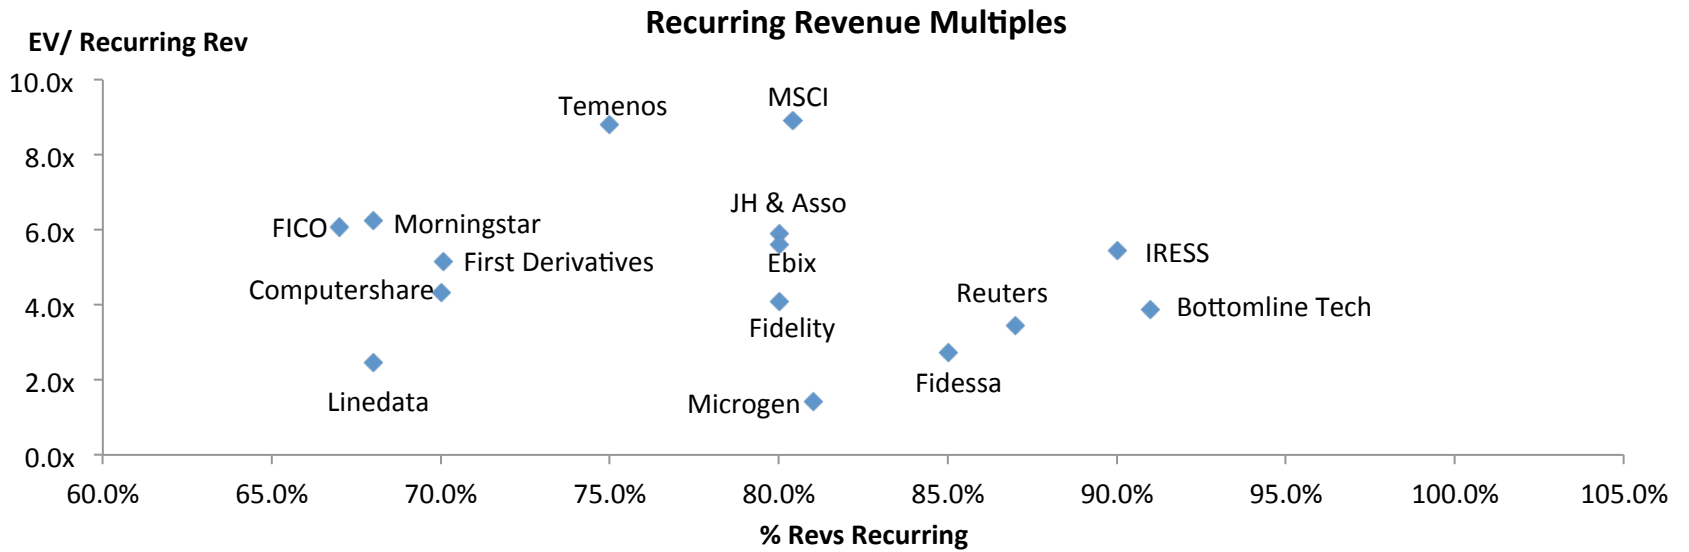 Recurring Revenue Multiples
EV/ Recurring Rev
10.0x
8.0x
6.0x
4.0x
2.0x
0.0x
Temenos
MSCI
JH & Asso
FICO
Morningstar
IRESS
First Derivatives
Ebix
Computershare
Reuters
Bottomline Tech
Fidelity
Fidessa
Linedata
Microgen
60.0%
65.0%
70.0%
75.0%
80.0%
85.0%
90.0%
95.0%
100.0%
105.0%
% Revs Recurring